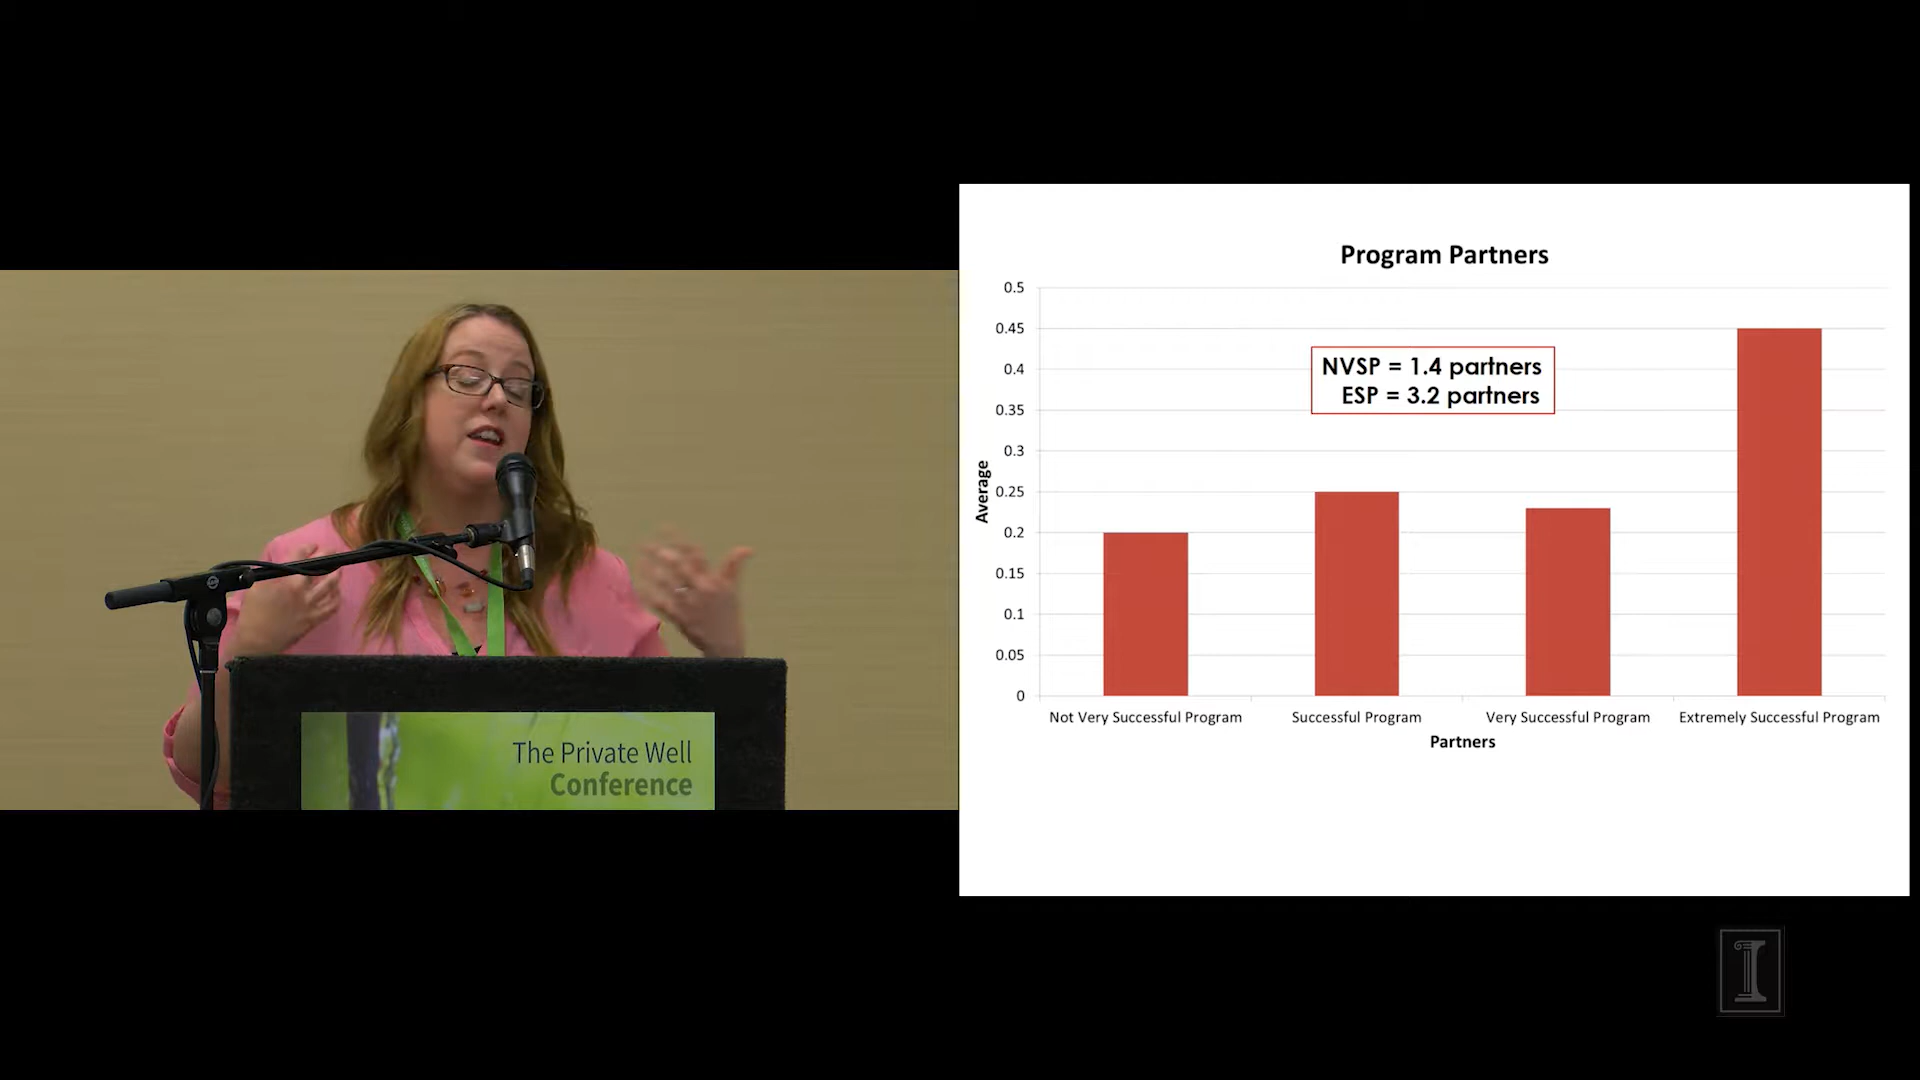 The Private Well
Conference
Program Partners
0.5
0.45
0.4
0.35
0.3
0.25
0.2
0.15
0.1
0.05
0
Average
NVSP = 1.4 partners
ESP = 3.2 partners
Not Very Successful Program
Successful Program
Very Successful Program
Extremely Successful Program
Partners